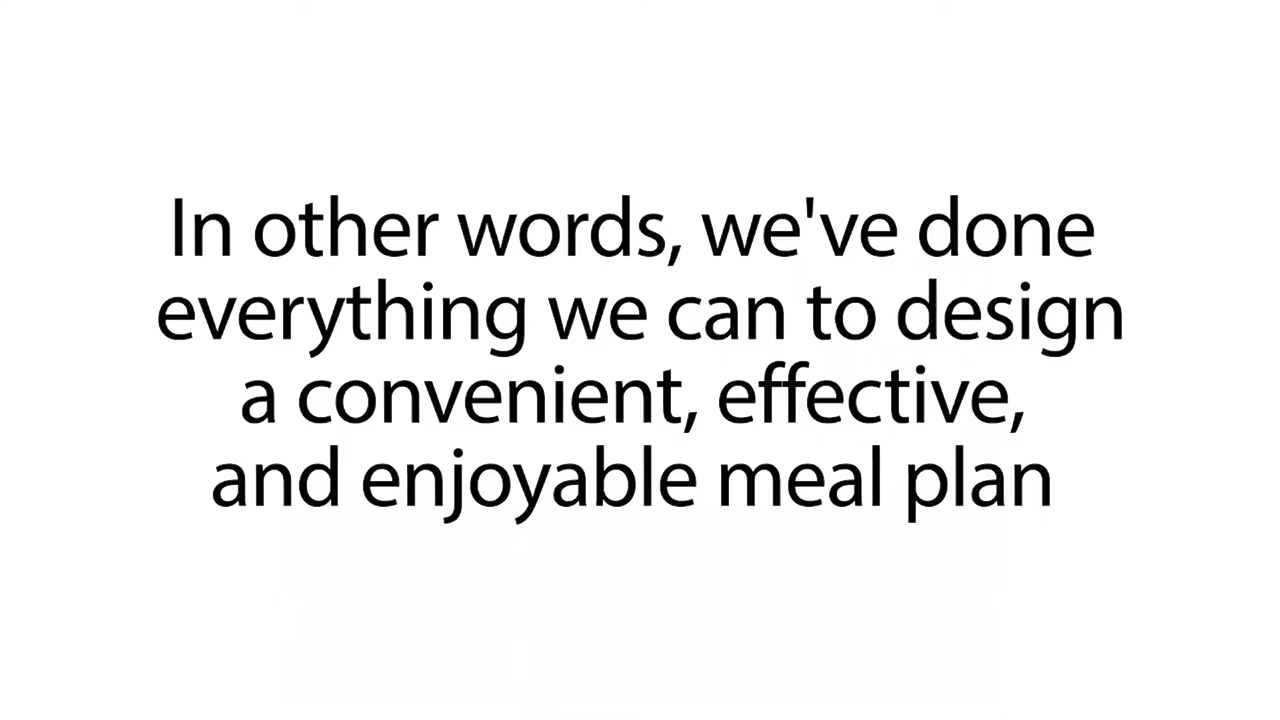 In other words, we've done
everything we can to design
a convenient, effective,
and enjoyable meal plan